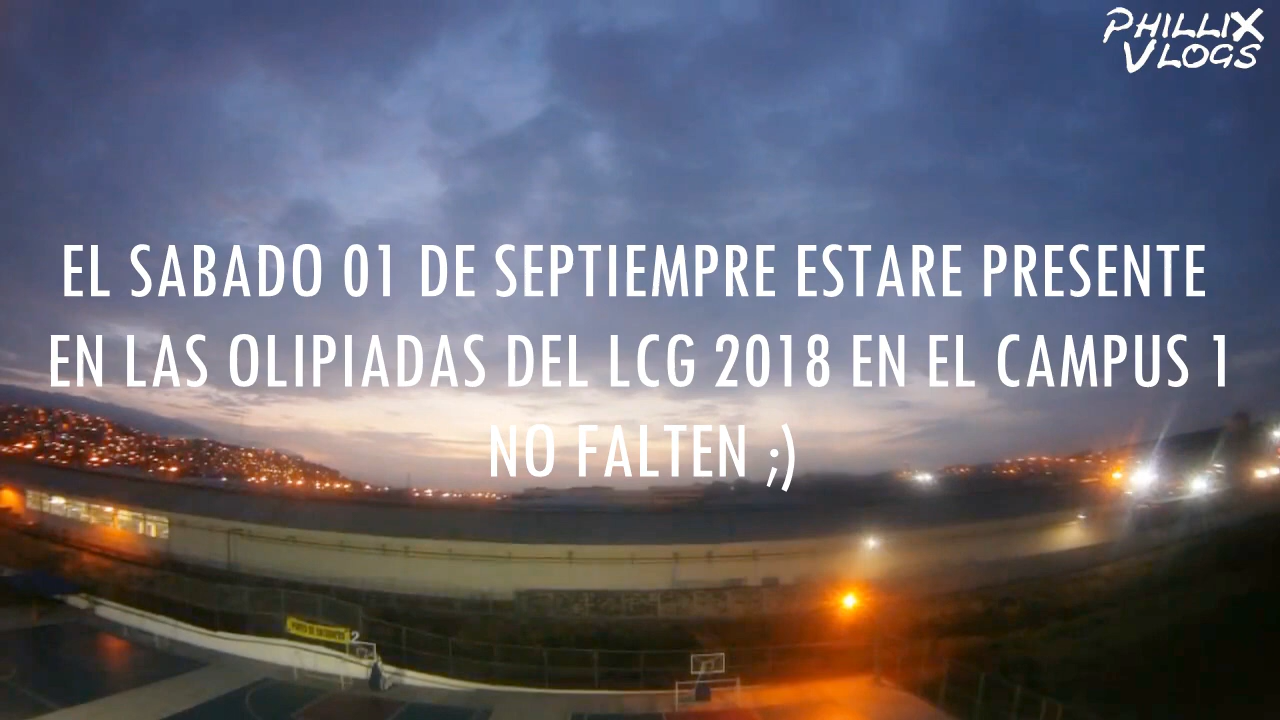 PHILLIX
VLOGS
EL SABADO 01 DE SEPTIEMPRE ESTARE PRESENTE
EN LAS OLIPIADAS DEL LCG 2018 EN EL CAMPUS 1
NO FALTEN ;)
2